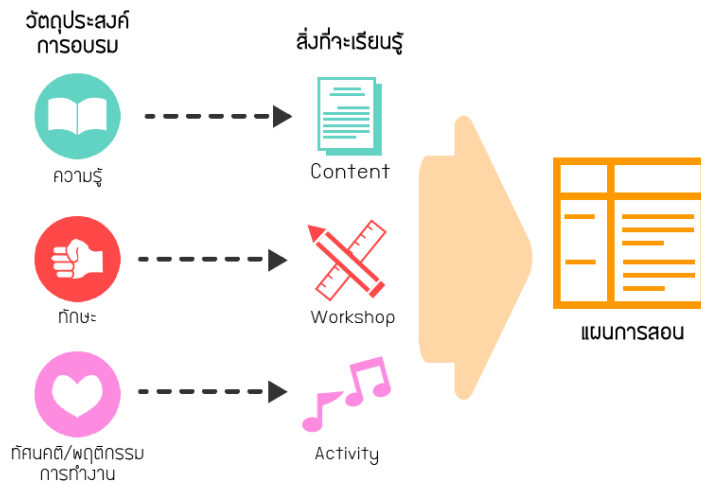 วัตถุประสงค์
การอบรม
สิ่งที่จะเรียนรู้
ความรู้
Content
ทักษะ
Workshop
แผนการสอน
ทัศนคติ/พฤติกรรม
การทำงาน
Activity